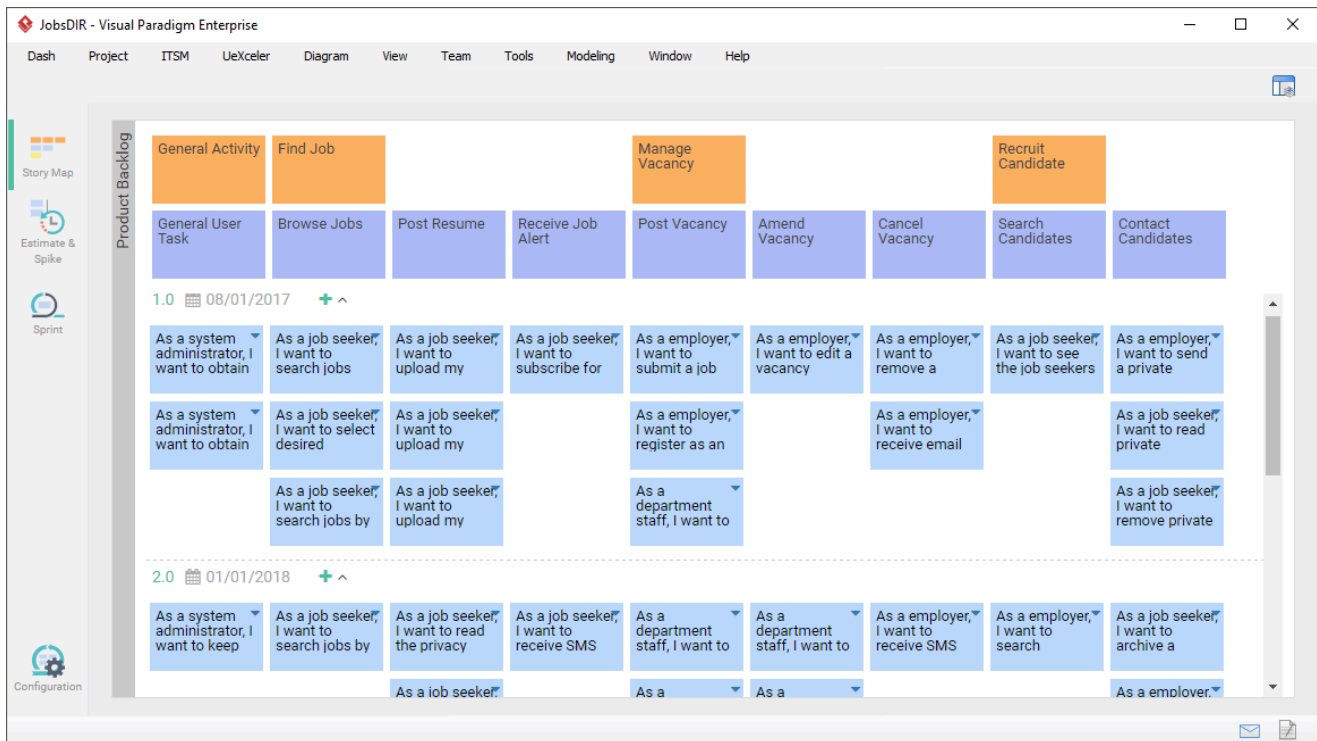 JobsDIR - Visual Paradigm Enterprise
Dash Project ITSM UeXceler Diagram View Team Tools Modeling Window Help
Story Map
Estimate &
Spike
Sprint
Configuration
Product Backlog
General Activity
Find Job
Manage
Vacancy
Recruit
Candidate
General User
Task
Browse Jobs
Post Resume
Receive Job
Alert
Post Vacancy
Amend
Vacancy
Cancel
Vacancy
Search
Candidates
Contact
Candidates
1.0 08/01/2017
As a system
administrator, I
want to obtain
As a job seeker,
I want to
search jobs
As a job seeker,
I want to
upload my
As a job seeker,
I want to
subscribe for
As a employer,
I want to
submit a job
As a employer,
I want to edit a
vacancy
As a employer,
I want to
remove a
As a job seeker,
I want to see
the job seekers
As a employer,
I want to send
a private
As a system
administrator, I
want to obtain
As a job seeker,
I want to select
desired
As a job seeker,
I want to
upload my
As a employer,
I want to
register as an
As a employer,
I want to
receive email
As a job seeker,
I want to read
private
As a job seeker,
I want to
search jobs by
As a job seeker,
I want to
upload my
As a
department
staff, I want to
As a job seeker,
I want to
remove private
2.0 01/01/2018
As a system
administrator, I
want to keep
As a job seeker,
I want to
search jobs by
As a job seeker,
I want to read
the privacy
As a job seeker,
I want to
receive SMS
As a
department
staff, I want to
As a
department
staff, I want to
As a employer,
I want to
receive SMS
As a employer,
I want to
search
As a job seeker,
I want to
archive a
As a job seeker,
As a
As a
As a employer,